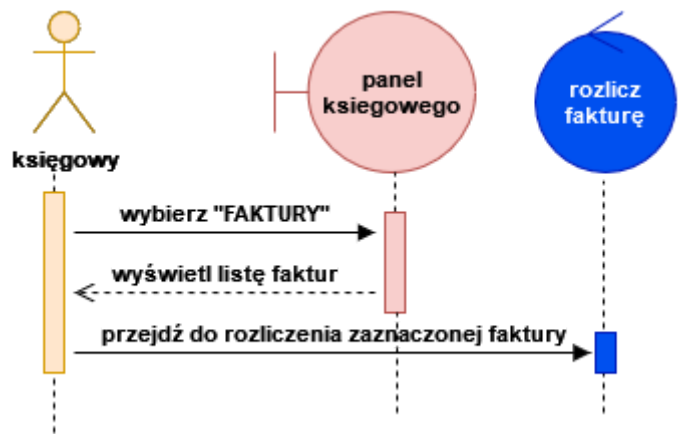 panel
ksiegowego
rozlicz
fakturę
księgowy
wybierz "FAKTURY"
wyświetl listę faktur
przejdź do rozliczenia zaznaczonej faktury